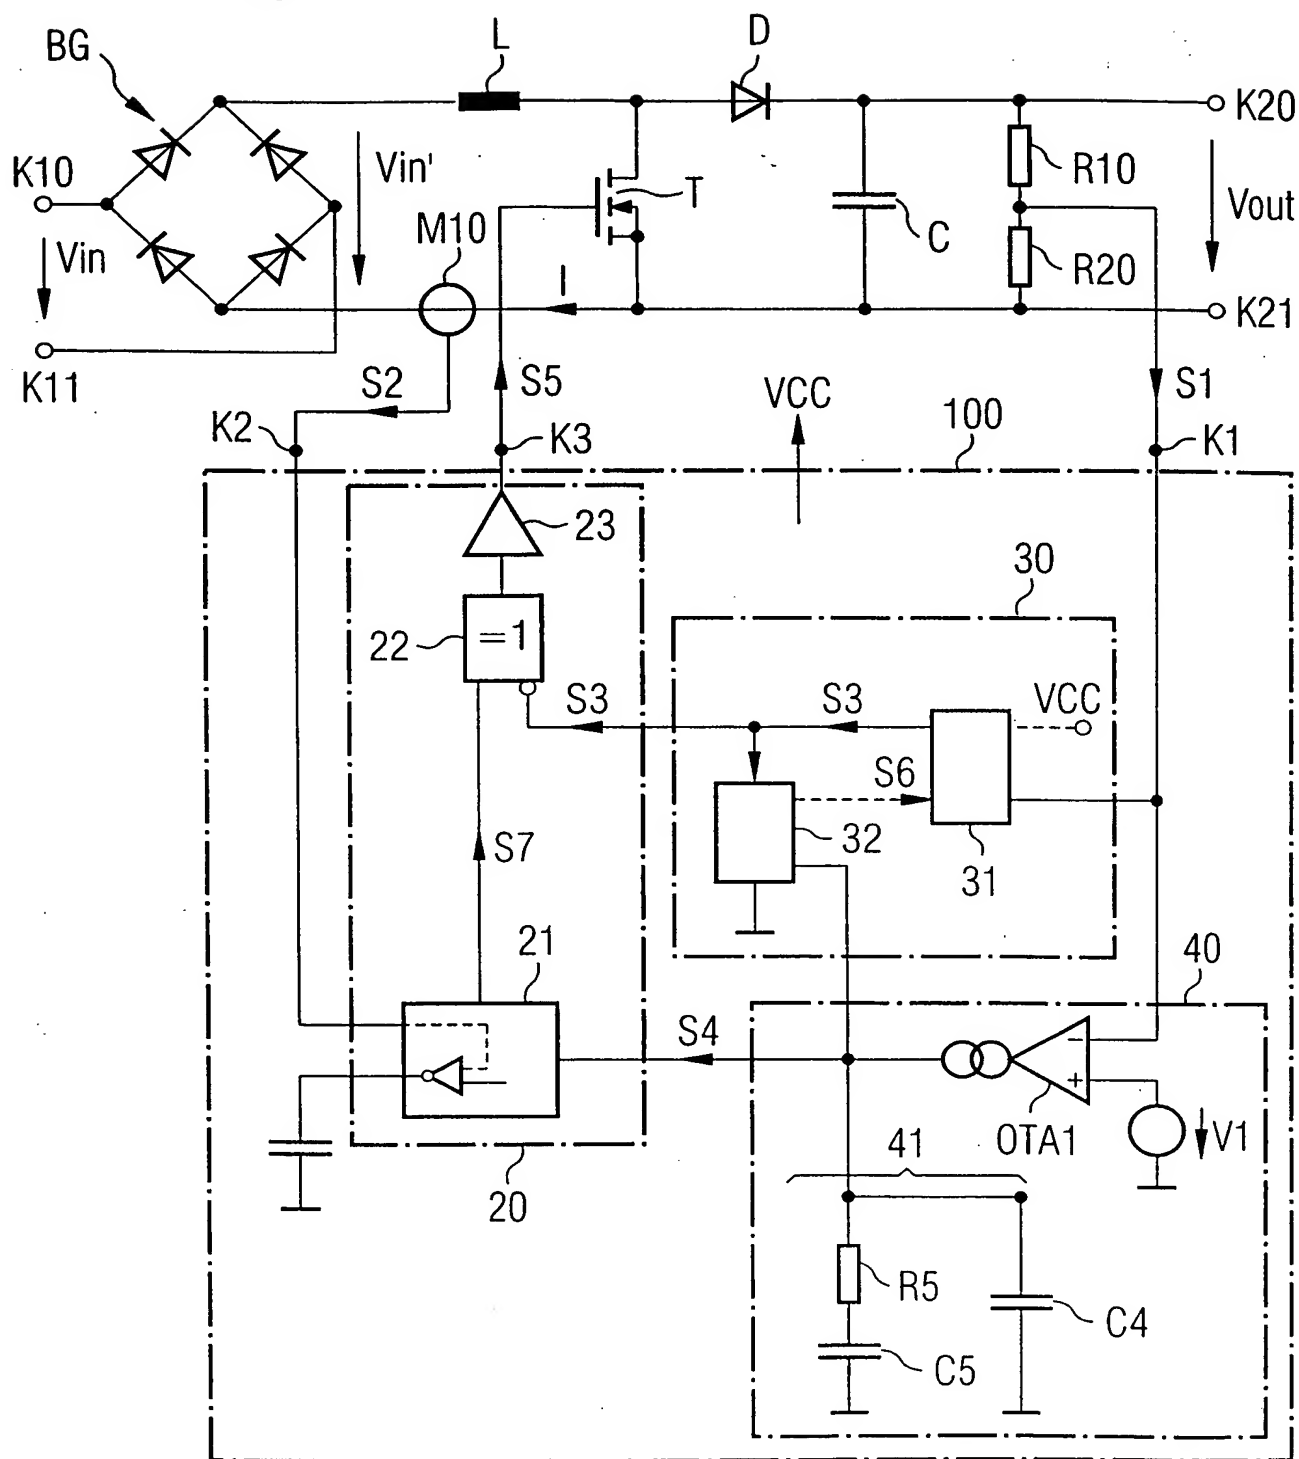 BG
L
D
K10
Vin'
T
K20
R10
M10
C
Vout
Vin
R20
I
K21
K11
S2
S5
VCC
S1
K2
K3
100
K1
23
30
22
=1
S3
S3
VCC
S6
32
31
S7
21
40
S4
−
+
OTA1
V1
41
20
R5
C4
C5